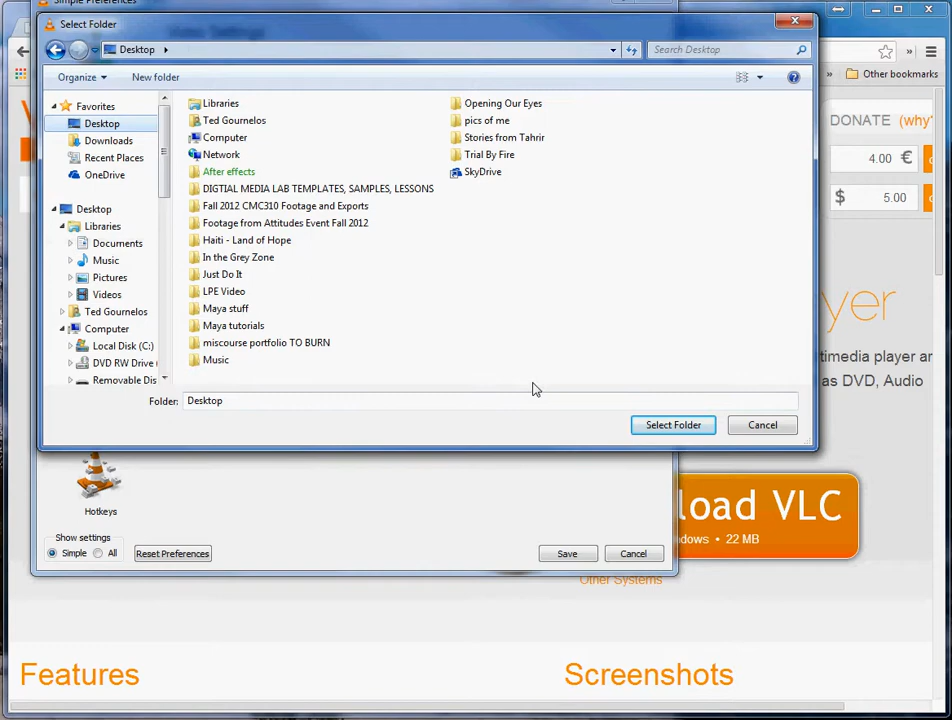 Simple Preferences
Select Folder
Video Settings
Desktop
Search Desktop
Organize
New folder
Other bookmarks
Favorites
Desktop
Downloads
Recent Places
OneDrive
Desktop
Libraries
Documents
Music
Pictures
Videos
Ted Gournelos
Computer
Local Disk (C:)
DVD RW Drive (
Removable Dis
Libraries
Ted Gournelos
Computer
Network
After effects
DIGTIAL MEDIA LAB TEMPLATES, SAMPLES, LESSONS
Fall 2012 CMC310 Footage and Exports
Footage from Attitudes Event Fall 2012
Haiti - Land of Hope
In the Grey Zone
Just Do It
LPE Video
Maya stuff
Maya tutorials
miscourse portfolio TO BURN
Music
Opening Our Eyes
pics of me
Stories from Tahrir
Trial By Fire
SkyDrive
Folder: Desktop
Select Folder
Cancel
DONATE (why?
4.00 €
$ 5.00
ayer
timedia player an
as DVD, Audio
Hotkeys
Show settings
Simple
All
Reset Preferences
Save
Cancel
load VLC
ndows • 22 MB
Other Systems
Features
Screenshots